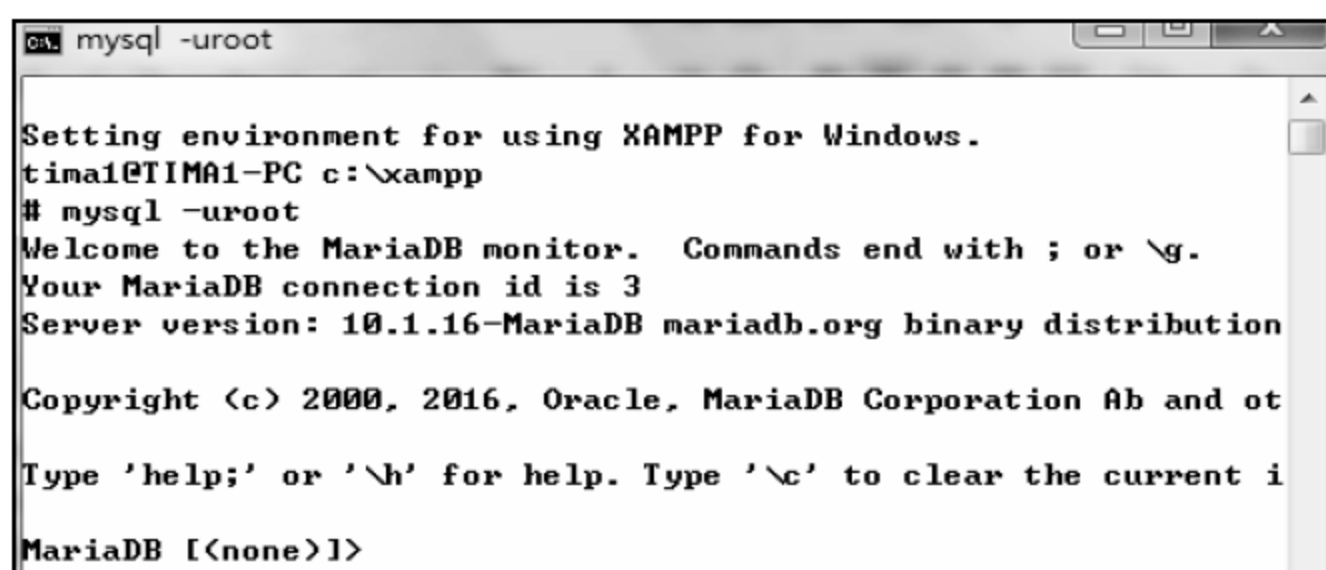 mysql -uroot
Setting environment for using XAMPP for Windows.
tima1@TIMA1-PC c:\xampp
# mysql -uroot
Welcome to the MariaDB monitor.  Commands end with ; or \g.
Your MariaDB connection id is 3
Server version: 10.1.16-MariaDB mariadb.org binary distribution
Copyright (c) 2000, 2016, Oracle, MariaDB Corporation Ab and ot
Type 'help;' or '\h' for help. Type '\c' to clear the current i
MariaDB [(none)]>